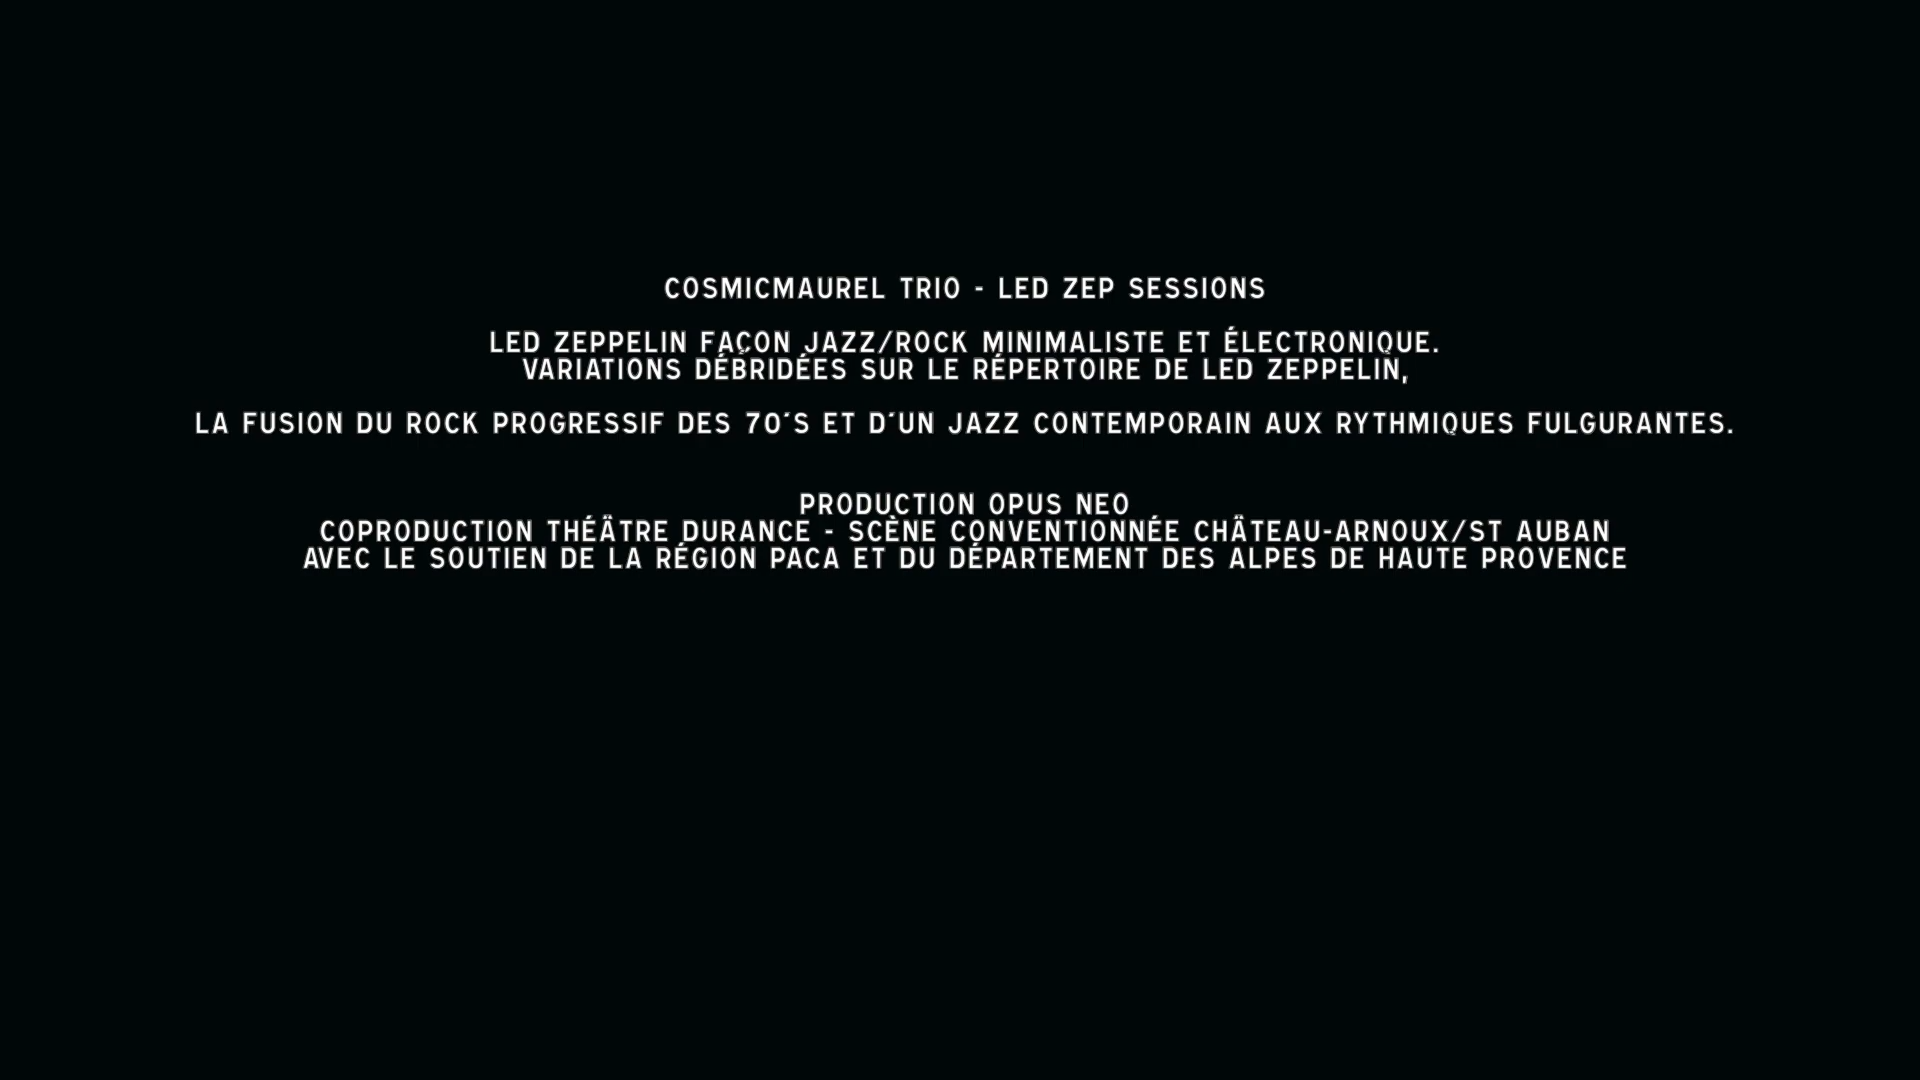 COSMICMAUREL TRIO - LED ZEP SESSIONS
LED ZEPPELIN FAÇON JAZZ/ROCK MINIMALISTE ET ÉLECTRONIQUE.
VARIATIONS DÉBRIDÉES SUR LE RÉPERTOIRE DE LED ZEPPELIN,
LA FUSION DU ROCK PROGRESSIF DES 70´S ET D´UN JAZZ CONTEMPORAIN AUX RYTHMIQUES FULGURANTES.
PRODUCTION OPUS NEO
COPRODUCTION THÉÂTRE DURANCE - SCÈNE CONVENTIONNÉE CHÂTEAU-ARNOUX/ST AUBAN
AVEC LE SOUTIEN DE LA RÉGION PACA ET DU DÉPARTEMENT DES ALPES DE HAUTE PROVENCE